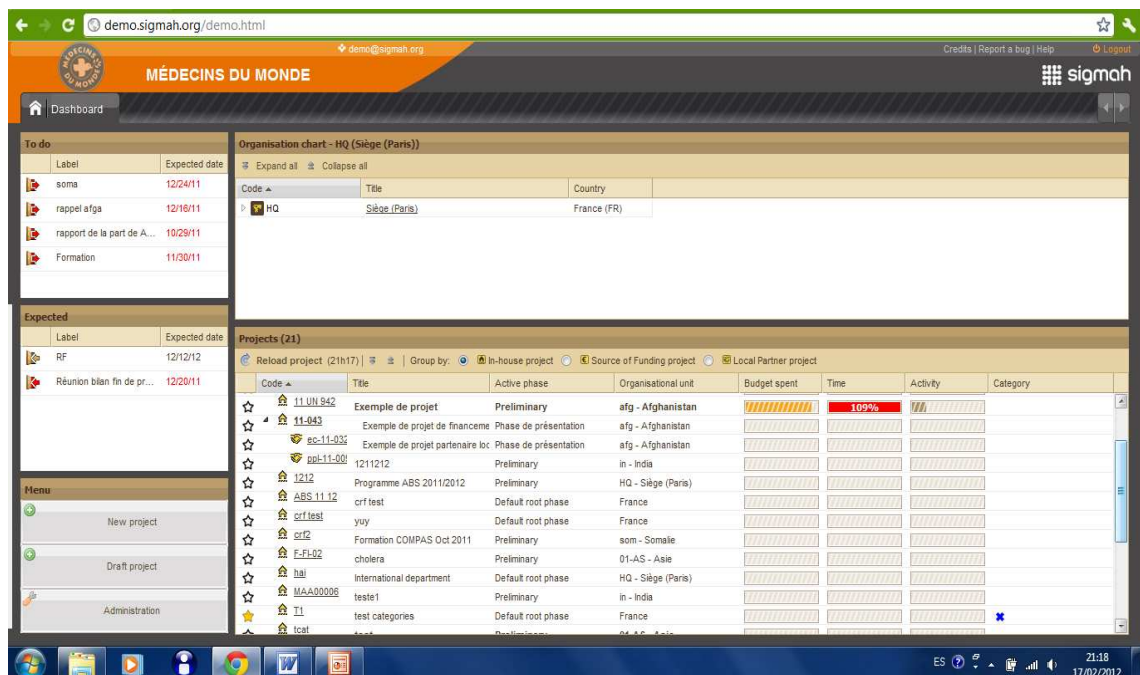 demo.sigmah.org/demo.html
demo@sigmah.org
Credits | Report a bug | Help
Logout
MEDECINS DU MONDE
MÉDECINS DU MONDE
sigmah
Dashboard
To do
Label Expected date
soma 12/24/11
rappel afga 12/16/11
rapport de la part de A... 10/29/11
Formation 11/30/11
Expected
Label Expected date
RF 12/12/12
Réunion bilan fin de pr... 12/20/11
Menu
New project
Draft project
Administration
Organisation chart - HQ (Siège (Paris))
Expand all Collapse all
Code Title Country
HQ Siège (Paris) France (FR)
Projects (21)
Reload project (21h17) | | Group by: In-house project Source of Funding project Local Partner project
Code Title Active phase Organisational unit Budget spent Time Activity Category
11 UN 942 Exemple de projet Preliminary afg - Afghanistan 109%
11-043 Exemple de projet de financeme Phase de présentation afg - Afghanistan
ec-11-032 Exemple de projet partenaire loc Phase de présentation afg - Afghanistan
ppl-11-009 1211212 Preliminary in - India
1212 Programme ABS 2011/2012 Preliminary HQ - Siège (Paris)
ABS 11 12 crf test Default root phase France
crf test yuy Default root phase France
crf2 Formation COMPAS Oct 2011 Preliminary som - Somalie
F-FI-02 cholera Preliminary 01-AS - Asie
hai International department Default root phase HQ - Siège (Paris)
MAA00006 teste1 Preliminary in - India
T1 test categories Default root phase France
tcat
ES
21:18
17/02/2012